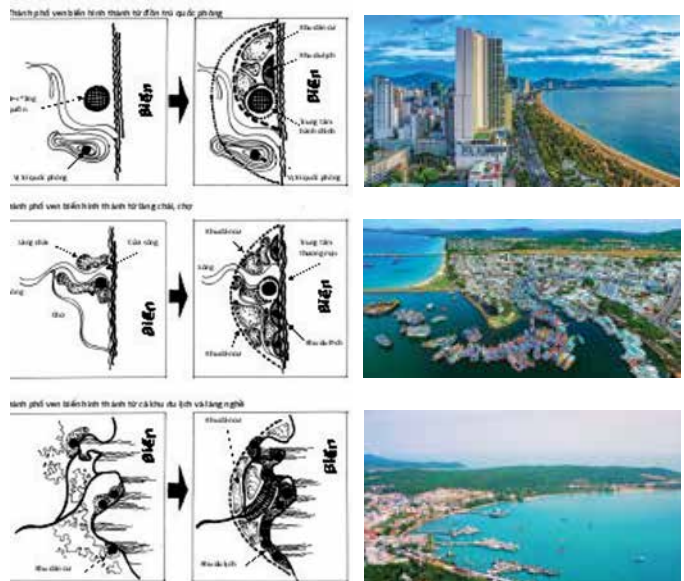 Thành phố ven biển hình thành từ đồn trú quốc phòng
Biển
Vị trí quốc phòng
Khu dân cư
Khu du lịch
Biển
Trung tâm
hành chính
Vị trí quốc phòng
hành phố ven biển hình thành từ làng chài, chợ
Làng chài
Cửa sông
Chợ
Biển
Khu dân cư
Sông
Trung tâm
thương mại
Biển
Khu dân cư
Khu du lịch
hành phố ven biển hình thành từ cả khu du lịch và làng nghề
Biển
Khu dân cư
Khu dân cư
Biển
Khu du lịch